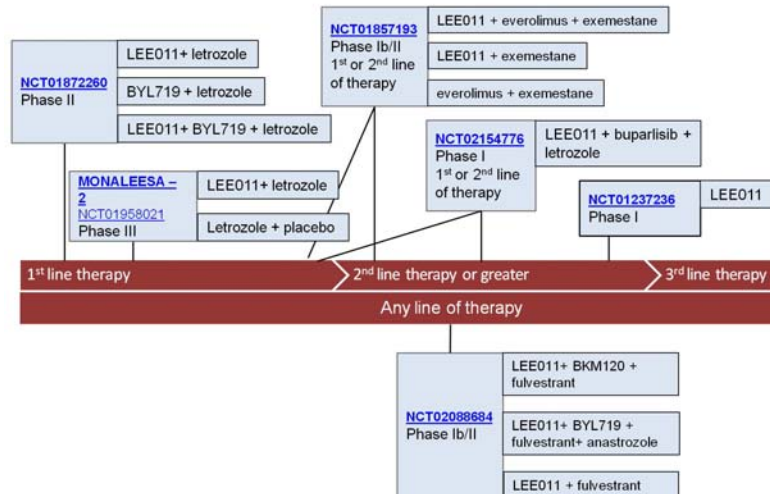 NCT01872260
Phase II
LEE011+ letrozole
BYL719 + letrozole
LEE011+ BYL719 + letrozole
MONALEESA –
2
NCT01958021
Phase III
LEE011+ letrozole
Letrozole + placebo
NCT01857193
Phase Ib/II
1st or 2nd line
of therapy
LEE011 + everolimus + exemestane
LEE011 + exemestane
everolimus + exemestane
NCT02154776
Phase I
1st or 2nd line
of therapy
LEE011 + buparlisib +
letrozole
NCT01237236
Phase I
LEE011
1st line therapy
2nd line therapy or greater
3rd line therapy
Any line of therapy
NCT02088684
Phase Ib/II
LEE011+ BKM120 +
fulvestrant
LEE011+ BYL719 +
fulvestrant+ anastrozole
LEE011 + fulvestrant